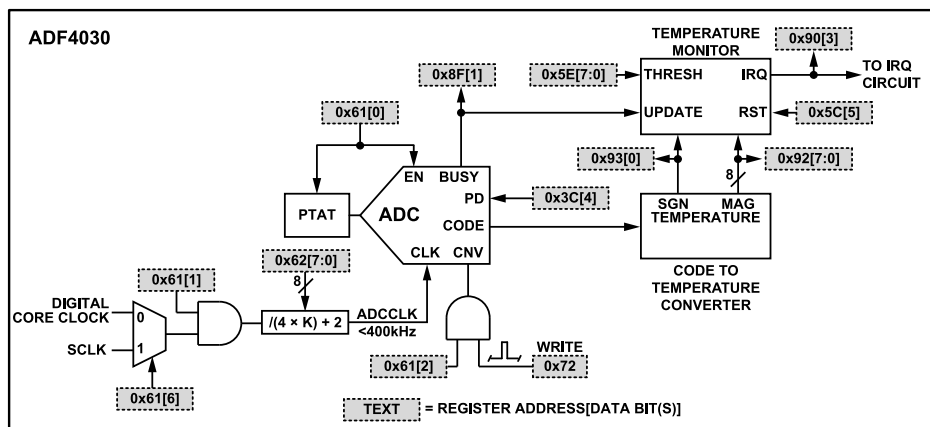 ADF4030
TEMPERATURE
MONITOR
0x90[3]
0x8F[1]
0x5E[7:0]
THRESH
IRQ
TO IRQ
CIRCUIT
0x61[0]
UPDATE
RST
0x5C[5]
0x93[0]
0x92[7:0]
8
EN
BUSY
PTAT
ADC
PD
0x3C[4]
SGN
MAG
TEMPERATURE
CODE
CLK
CNV
CODE TO
TEMPERATURE
CONVERTER
0x62[7:0]
0x61[1]
8
DIGITAL
CORE CLOCK
0
/(4 × K) + 2
ADCCLK
<400kHz
SCLK
1
WRITE
0x61[2]
0x72
0x61[6]
TEXT
= REGISTER ADDRESS[DATA BIT(S)]